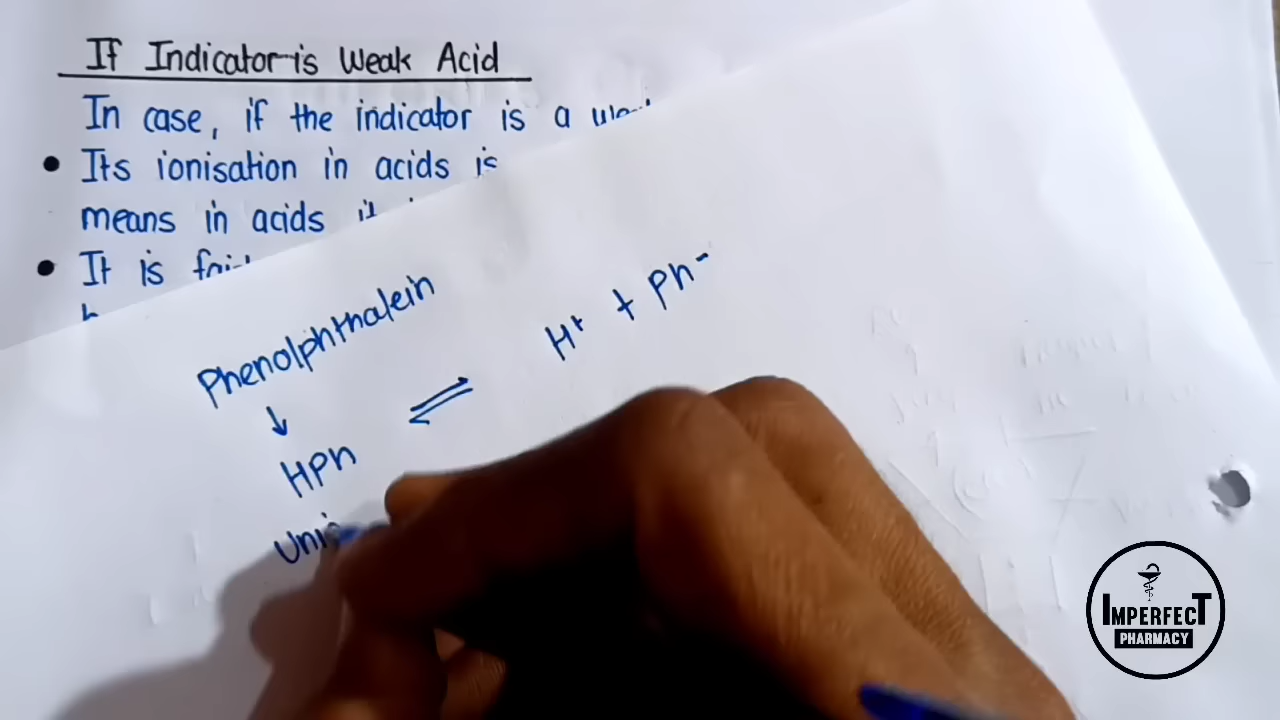 If Indicator is Weak Acid
In case, if the indicator is a
Its ionisation in acids is
means in acids
It is
Phenolphthalein
↓
HPn ⇌ H+ + Ph-
IMPERFECT
PHARMACY